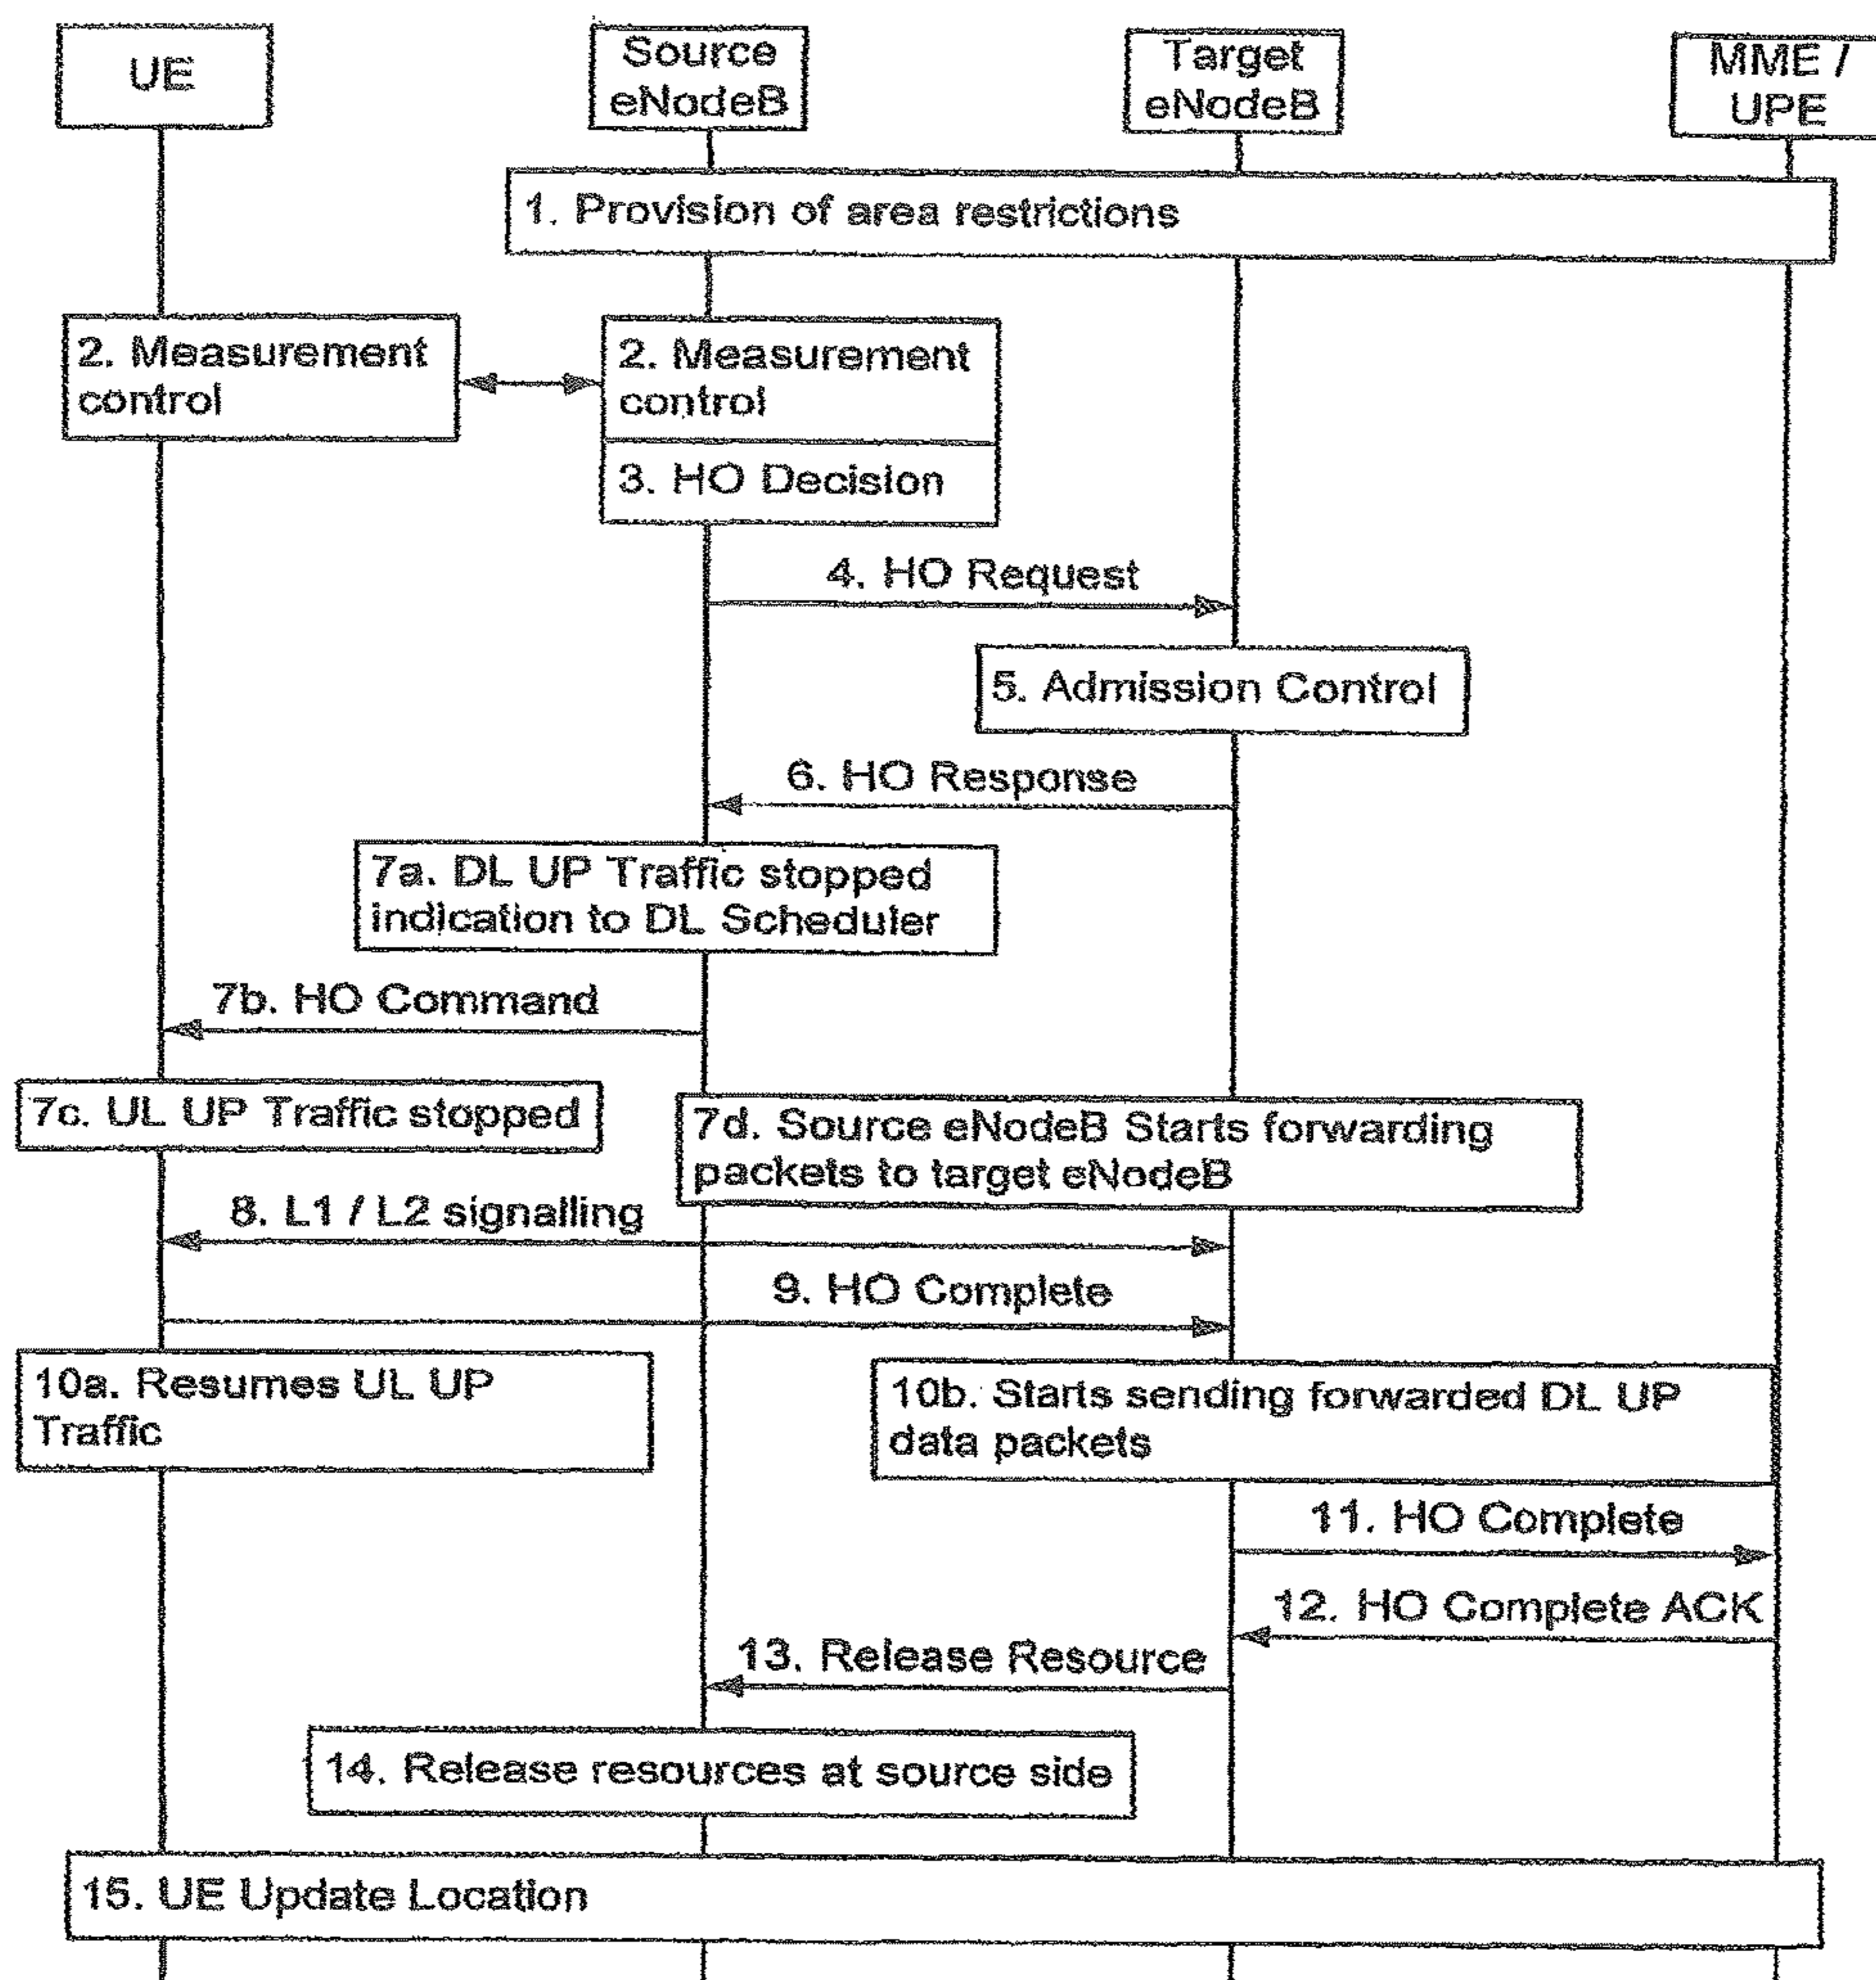 UE
Source
eNodeB
Target
eNodeB
MME /
UPE
1. Provision of area restrictions
2. Measurement
control
2. Measurement
control
3. HO Decision
4. HO Request
5. Admission Control
6. HO Response
7a. DL UP Traffic stopped
indication to DL Scheduler
7b. HO Command
7c. UL UP Traffic stopped
7d. Source eNodeB Starts forwarding
packets to target eNodeB
8. L1 / L2 signalling
9. HO Complete
10a. Resumes UL UP
Traffic
10b. Starts sending forwarded DL UP
data packets
11. HO Complete
12. HO Complete ACK
13. Release Resource
14. Release resources at source side
15. UE Update Location